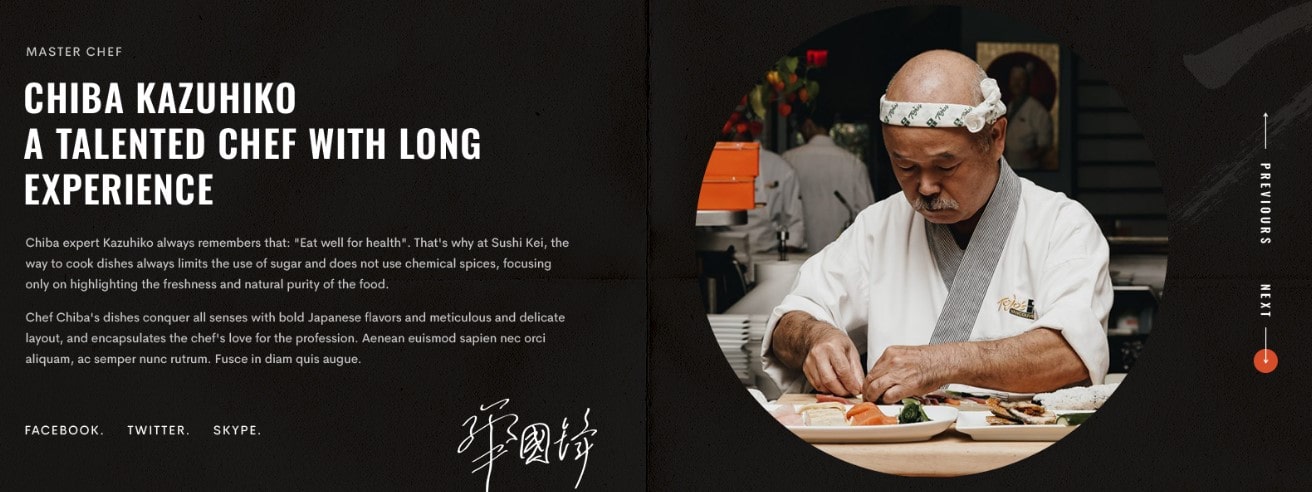 MASTER CHEF
CHIBA KAZUHIKO
A TALENTED CHEF WITH LONG
EXPERIENCE
Chiba expert Kazuhiko always remembers that: "Eat well for health". That's why at Sushi Kei, the
way to cook dishes always limits the use of sugar and does not use chemical spices, focusing
only on highlighting the freshness and natural purity of the food.
Chef Chiba's dishes conquer all senses with bold Japanese flavors and meticulous and delicate
layout, and encapsulates the chef's love for the profession. Aenean euismod sapien nec orci
aliquam, ac semper nunc rutrum. Fusce in diam quis augue.
FACEBOOK. TWITTER. SKYPE.
PREVIOURS
NEXT